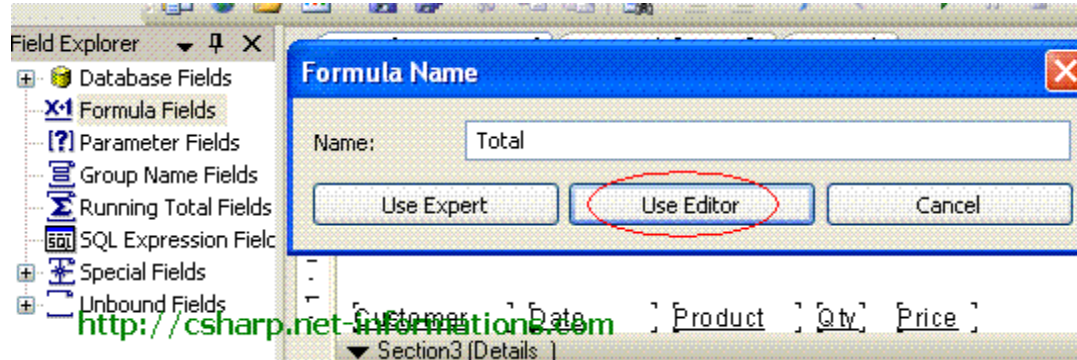 Field Explorer
Database Fields
Formula Fields
Parameter Fields
Group Name Fields
Running Total Fields
SQL Expression Fielc
Special Fields
Unbound Fields
Formula Name
Name:
Total
Use Expert
Use Editor
Cancel
Customer Date Product Qty Price
http://csharp.net-informations.com
Section3 (Details )